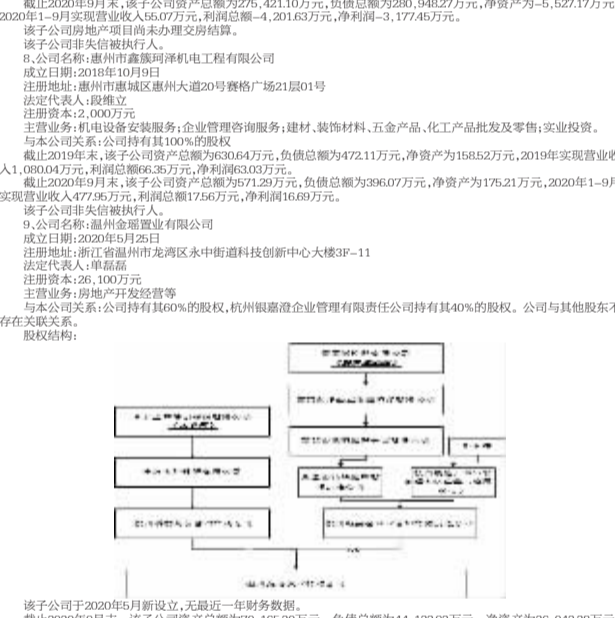 截止2020年9月末,该子公司资产总额为275,421.10万元,负债总额为280,948.27万元,净资产为-5,527.17万元,
2020年1-9月实现营业收入55.07万元,利润总额-4,201.63万元,净利润-3,177.45万元。
该子公司房地产项目尚未办理交房结算。
该子公司非失信被执行人。
8、公司名称:惠州市鑫簇珂泽机电工程有限公司
成立日期:2018年10月9日
注册地址:惠州市惠城区惠州大道20号赛格广场21层01号
法定代表人:段维立
注册资本:2,000万元
主营业务:机电设备安装服务;企业管理咨询服务;建材、装饰材料、五金产品、化工产品批发及零售;实业投资。
与本公司关系:公司持有其100%的股权
截止2019年末,该子公司资产总额为630.64万元,负债总额为472.11万元,净资产为158.52万元,2019年实现营业收
入1,080.04万元,利润总额66.35万元,净利润63.03万元。
截止2020年9月末,该子公司资产总额为571.29万元,负债总额为396.07万元,净资产为175.21万元,2020年1-9月
实现营业收入477.95万元,利润总额17.56万元,净利润16.69万元。
该子公司非失信被执行人。
9、公司名称:温州金瑶置业有限公司
成立日期:2020年5月25日
注册地址:浙江省温州市龙湾区永中街道科技创新中心大楼3F-11
法定代表人:单磊磊
注册资本:26,100万元
主营业务:房地产开发经营等
与本公司关系:公司持有其60%的股权,杭州银嘉澄企业管理有限责任公司持有其40%的股权。公司与其他股东不
存在关联关系。
股权结构:
该子公司于2020年5月新设立,无最近一年财务数据。